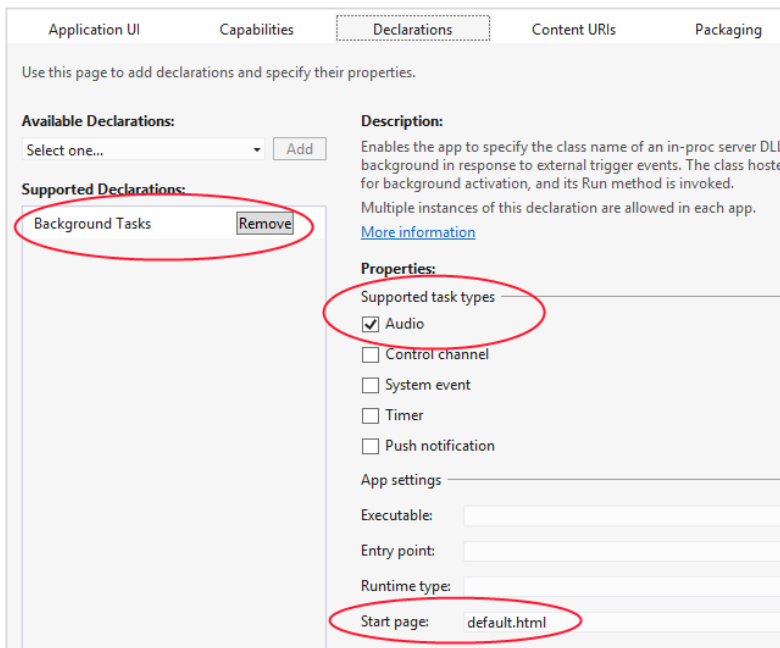 Application UI Capabilities Declarations Content URIs Packaging
Use this page to add declarations and specify their properties.
Available Declarations:
Select one... Add
Supported Declarations:
Background Tasks Remove
Description:
Enables the app to specify the class name of an in-proc server DLL
background in response to external trigger events. The class hoste
for background activation, and its Run method is invoked.
Multiple instances of this declaration are allowed in each app.
More information
Properties:
Supported task types
Audio
Control channel
System event
Timer
Push notification
App settings
Executable:
Entry point:
Runtime type:
Start page: default.html